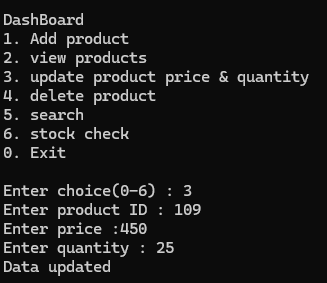 DashBoard
1. Add product
2. view products
3. update product price & quantity
4. delete product
5. search
6. stock check
0. Exit
Enter choice(0-6) : 3
Enter product ID : 109
Enter price :450
Enter quantity : 25
Data updated